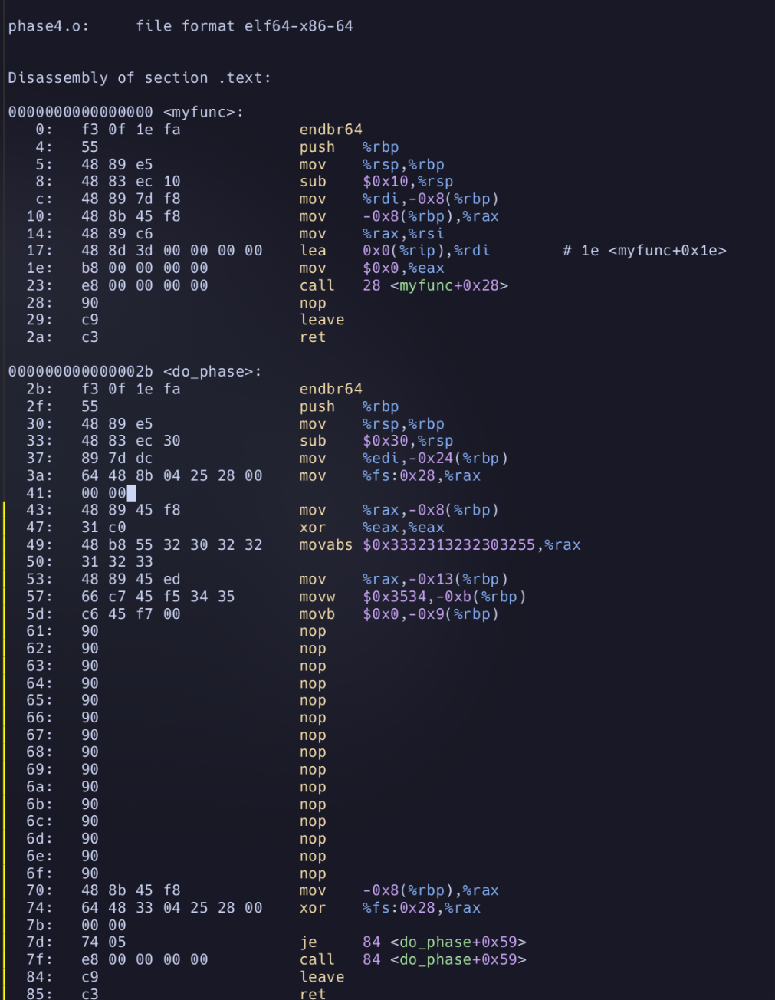 phase4.o:     file format elf64-x86-64
Disassembly of section .text:
0000000000000000 <myfunc>:
   0:	f3 0f 1e fa          	endbr64
   4:	55                   	push   %rbp
   5:	48 89 e5             	mov    %rsp,%rbp
   8:	48 83 ec 10          	sub    $0x10,%rsp
   c:	48 89 7d f8          	mov    %rdi,-0x8(%rbp)
  10:	48 8b 45 f8          	mov    -0x8(%rbp),%rax
  14:	48 89 c6             	mov    %rax,%rsi
  17:	48 8d 3d 00 00 00 00 	lea    0x0(%rip),%rdi        # 1e <myfunc+0x1e>
  1e:	b8 00 00 00 00       	mov    $0x0,%eax
  23:	e8 00 00 00 00       	call   28 <myfunc+0x28>
  28:	90                   	nop
  29:	c9                   	leave
  2a:	c3                   	ret
000000000000002b <do_phase>:
  2b:	f3 0f 1e fa          	endbr64
  2f:	55                   	push   %rbp
  30:	48 89 e5             	mov    %rsp,%rbp
  33:	48 83 ec 30          	sub    $0x30,%rsp
  37:	89 7d dc             	mov    %edi,-0x24(%rbp)
  3a:	64 48 8b 04 25 28 00 	mov    %fs:0x28,%rax
  41:	00 00
  43:	48 89 45 f8          	mov    %rax,-0x8(%rbp)
  47:	31 c0                	xor    %eax,%eax
  49:	48 b8 55 32 30 32 32 	movabs $0x3332313232303255,%rax
  50:	31 32 33
  53:	48 89 45 ed          	mov    %rax,-0x13(%rbp)
  57:	66 c7 45 f5 34 35    	movw   $0x3534,-0xb(%rbp)
  5d:	c6 45 f7 00          	movb   $0x0,-0x9(%rbp)
  61:	90                   	nop
  62:	90                   	nop
  63:	90                   	nop
  64:	90                   	nop
  65:	90                   	nop
  66:	90                   	nop
  67:	90                   	nop
  68:	90                   	nop
  69:	90                   	nop
  6a:	90                   	nop
  6b:	90                   	nop
  6c:	90                   	nop
  6d:	90                   	nop
  6e:	90                   	nop
  6f:	90                   	nop
  70:	48 8b 45 f8          	mov    -0x8(%rbp),%rax
  74:	64 48 33 04 25 28 00 	xor    %fs:0x28,%rax
  7b:	00 00
  7d:	74 05                	je     84 <do_phase+0x59>
  7f:	e8 00 00 00 00       	call   84 <do_phase+0x59>
  84:	c9                   	leave
  85:	c3                   	ret